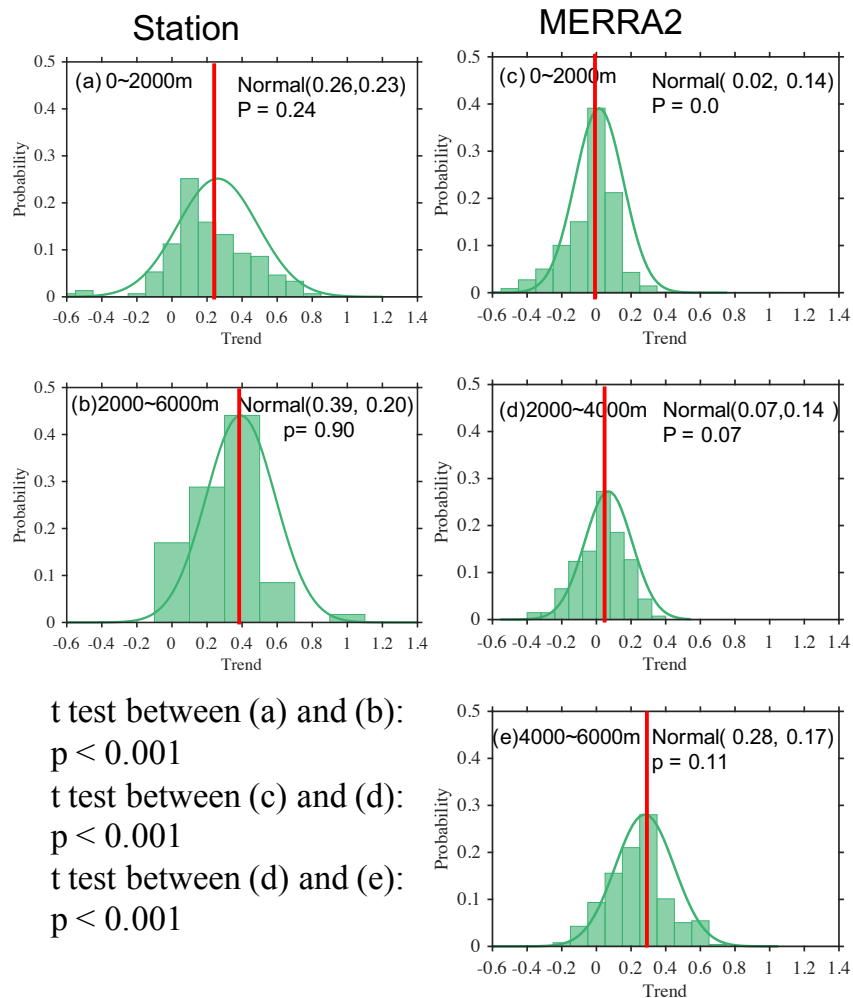 Station
MERRA2
0.5
0.4
0.3
0.2
0.1
0
Probability
(a) 0~2000m
Normal(0.26,0.23)
P = 0.24
-0.6 -0.4 -0.2 0 0.2 0.4 0.6 0.8 1 1.2 1.4
Trend
0.5
0.4
0.3
0.2
0.1
0
Probability
(c) 0~2000m
Normal( 0.02, 0.14)
P = 0.0
-0.6 -0.4 -0.2 0 0.2 0.4 0.6 0.8 1 1.2 1.4
Trend
0.5
0.4
0.3
0.2
0.1
0
Probability
(b)2000~6000m
Normal(0.39, 0.20)
p= 0.90
-0.6 -0.4 -0.2 0 0.2 0.4 0.6 0.8 1 1.2 1.4
Trend
0.5
0.4
0.3
0.2
0.1
0
Probability
(d)2000~4000m
Normal(0.07,0.14 )
P = 0.07
-0.6 -0.4 -0.2 0 0.2 0.4 0.6 0.8 1 1.2 1.4
Trend
t test between (a) and (b):
p < 0.001
t test between (c) and (d):
p < 0.001
t test between (d) and (e):
p < 0.001
0.5
0.4
0.3
0.2
0.1
0
Probability
(e)4000~6000m
Normal( 0.28, 0.17)
p = 0.11
-0.6 -0.4 -0.2 0 0.2 0.4 0.6 0.8 1 1.2 1.4
Trend